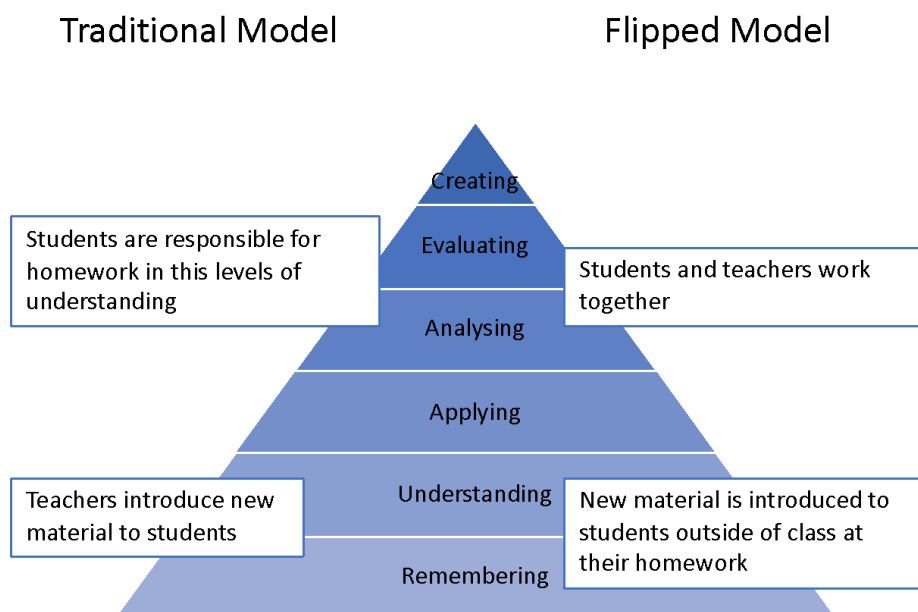 Traditional Model
Flipped Model
Creating
Students are responsible for
homework in this levels of
understanding
Evaluating
Students and teachers work
together
Analysing
Applying
Teachers introduce new
material to students
Understanding
New material is introduced to
students outside of class at
their homework
Remembering